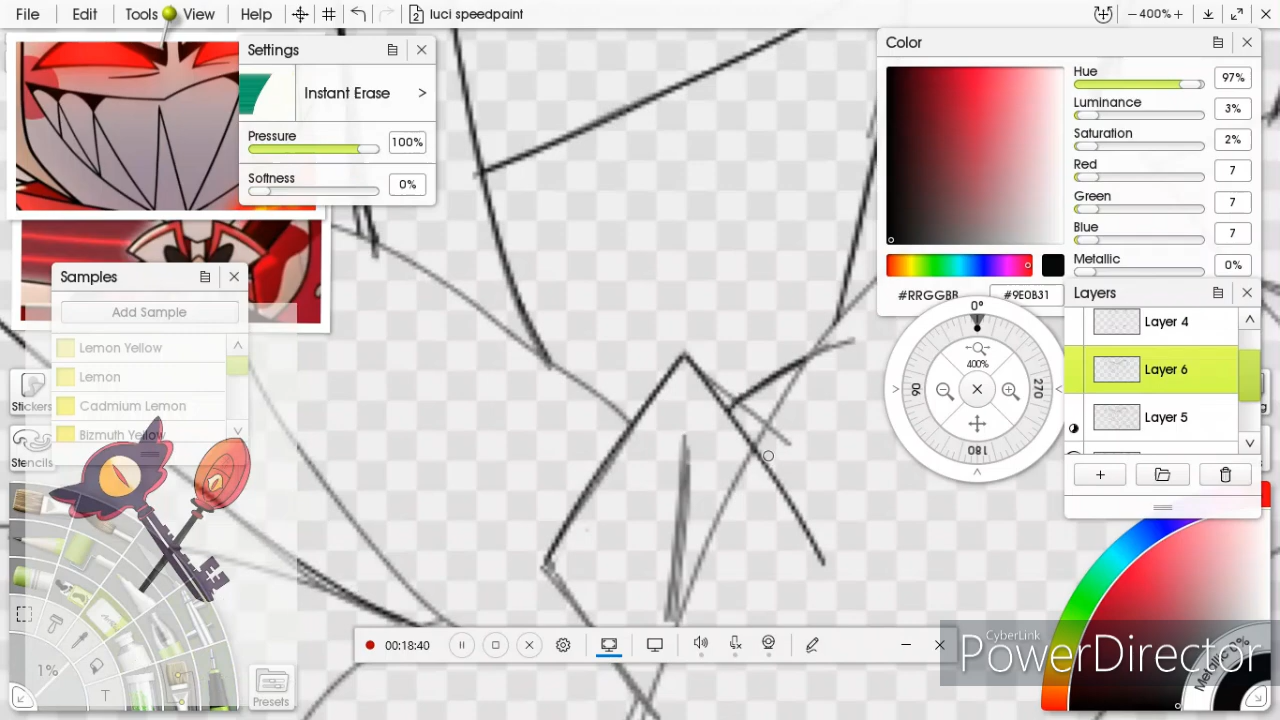 File Edit Tools View Help 2 luci speedpaint −400%+
Settings
Instant Erase >
Pressure
100%
Softness
0%
Samples
Add Sample
Lemon Yellow
Lemon
Cadmium Lemon
Bizmuth Yellow
Stickers
Stencils
1%
T
Presets
00:18:40
Color
Hue
97%
Luminance
3%
Saturation
2%
Red
7
Green
7
Blue
7
Metallic
0%
#RRGGBB #9E0B31
0°
400%
90
270
180
Layers
Layer 4
Layer 6
Layer 5
CyberLink
PowerDirector